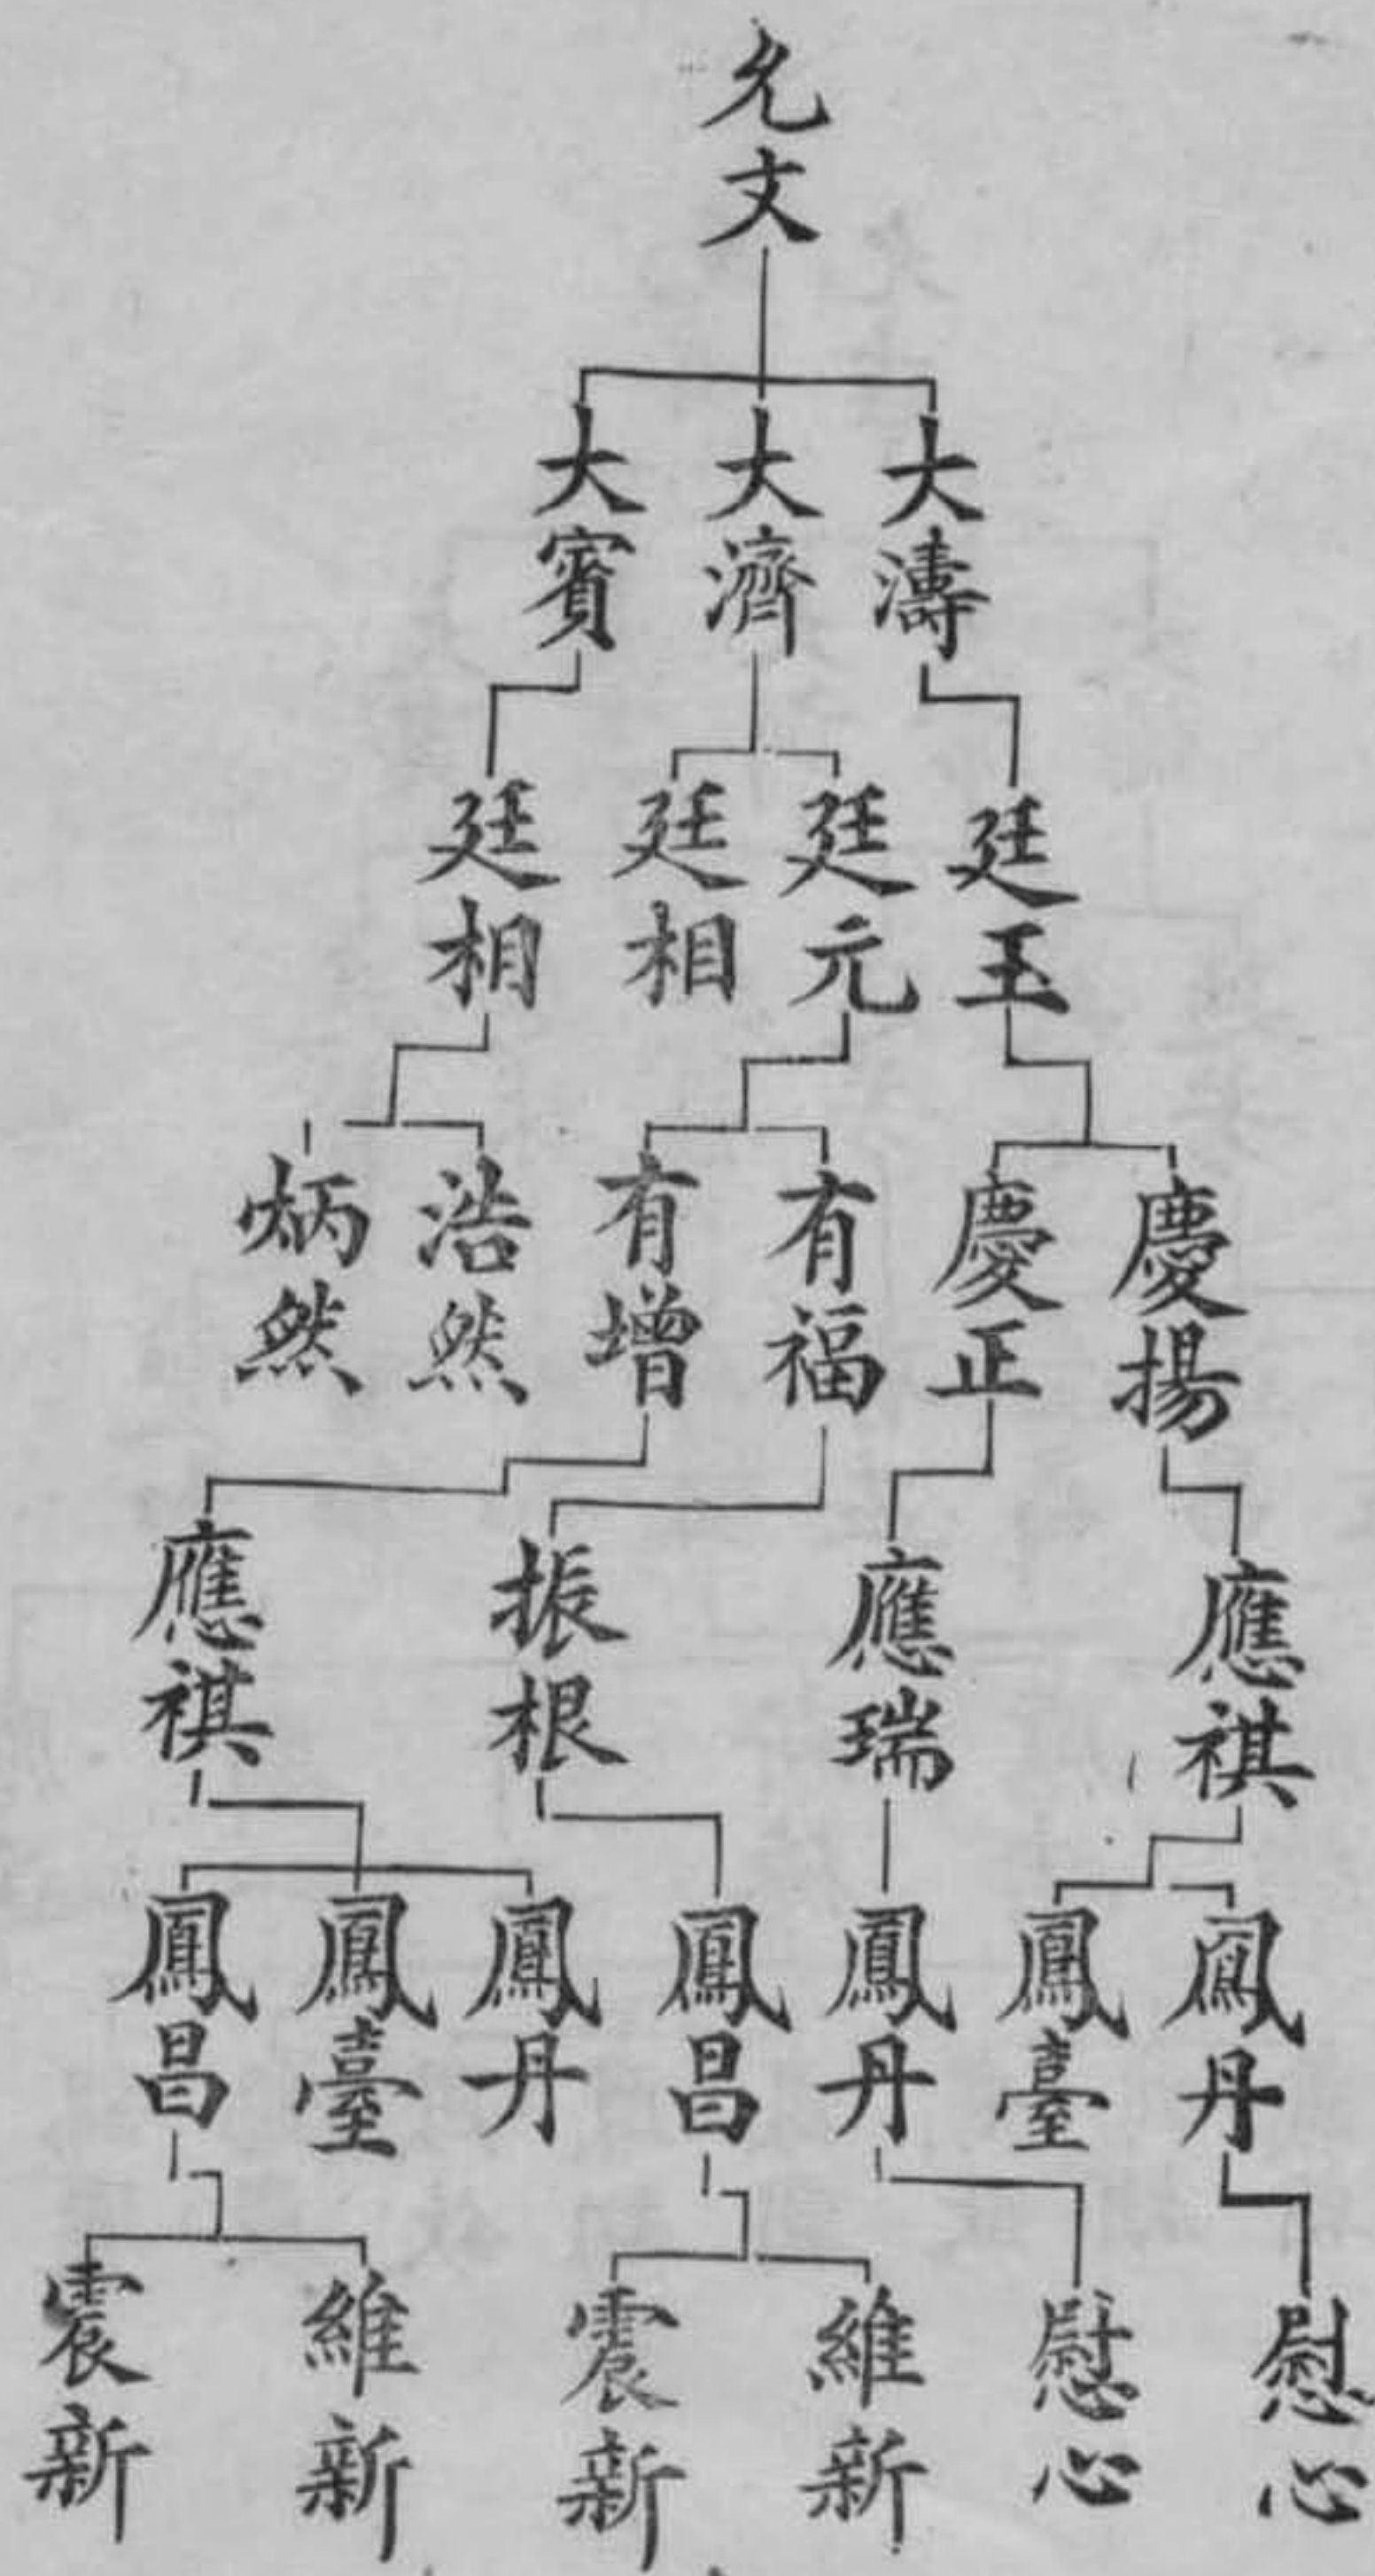 允文
大濤
大濟
大賓
廷玉
廷元
廷相
廷相
慶揚
慶正
有福
有增
浩然
炳然
應祺
應瑞
振根
應祺
鳳丹
鳳臺
鳳丹
鳳昌
鳳丹
鳳臺
鳳昌
慰心
慰心
維新
震新
維新
震新